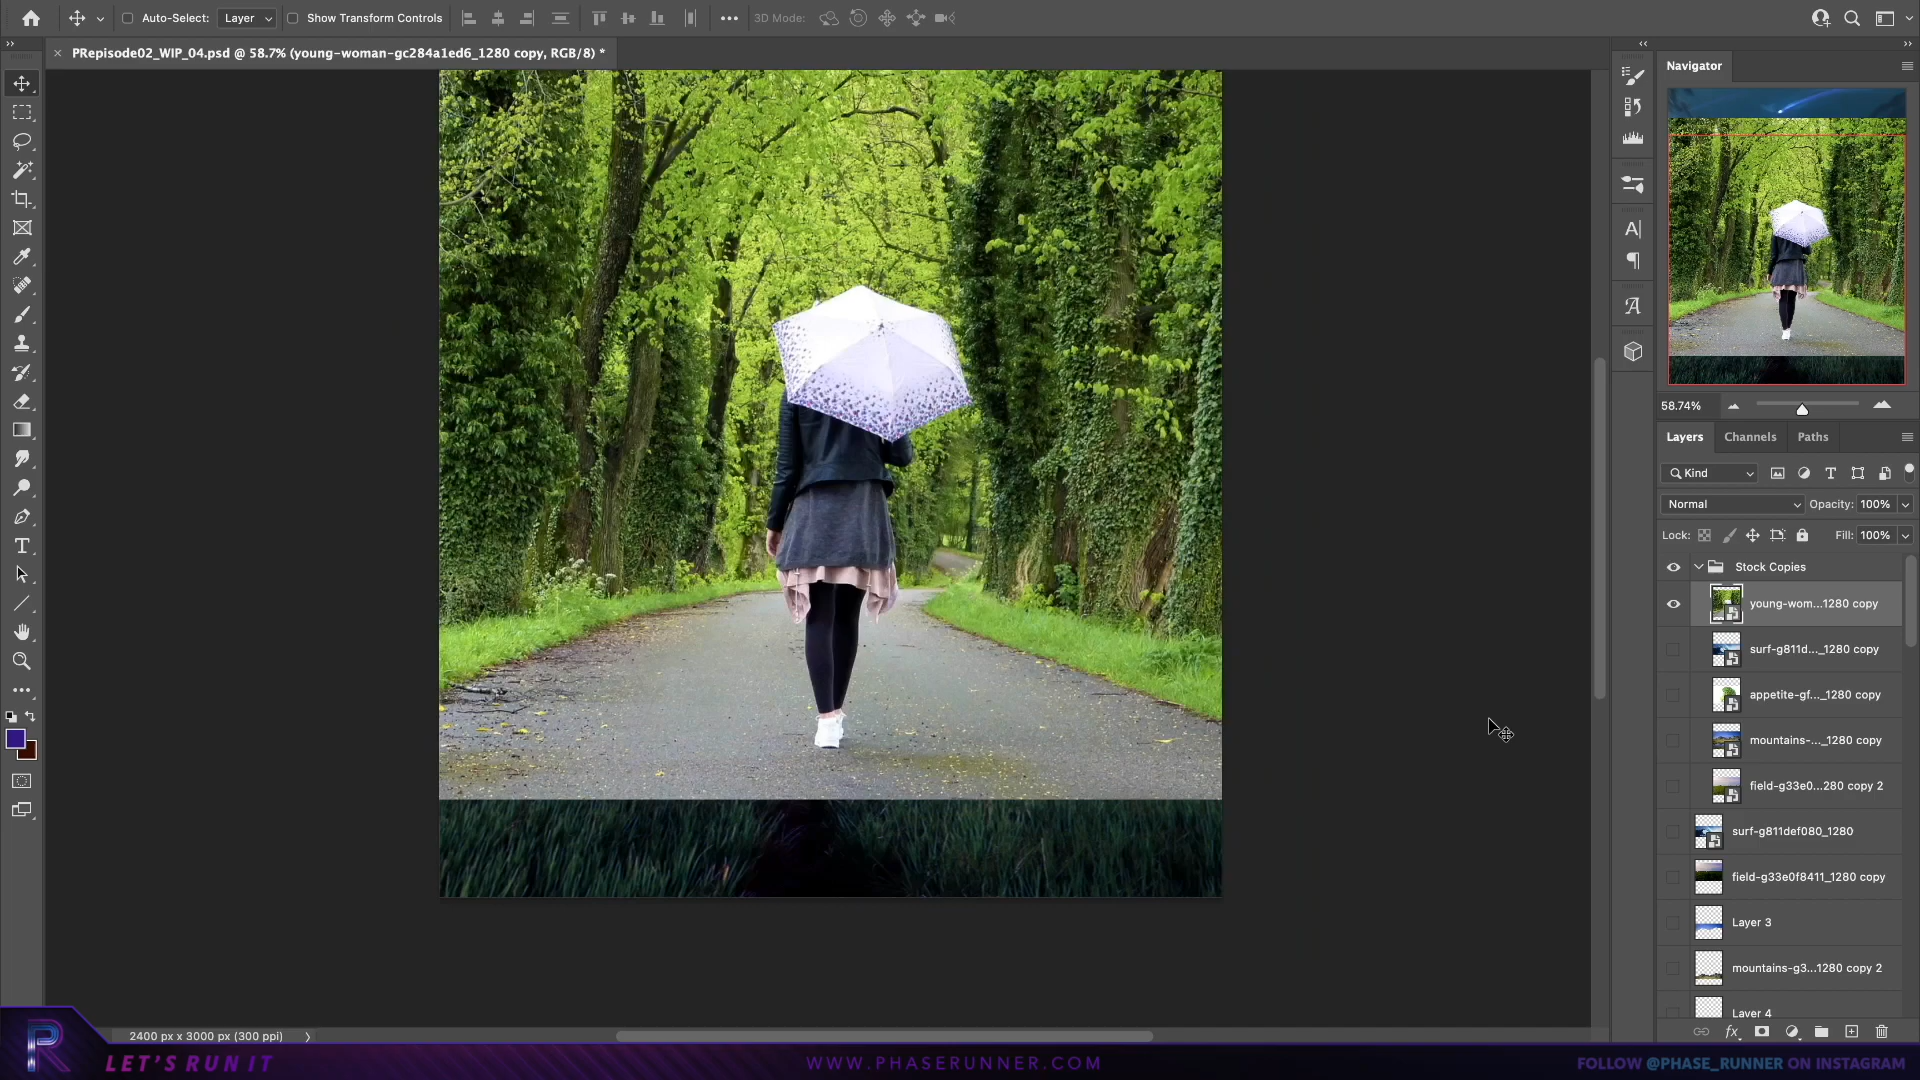 Auto-Select:
Layer
Show Transform Controls
3D Mode:
PRepisode02_WIP_04.psd @ 58.7% (young-woman-gc284a1ed6_1280 copy, RGB/8) *
Navigator
58.74%
Layers
Channels
Paths
Kind
Normal
Opacity: 100%
Lock:
Fill: 100%
Stock Copies
young-wom...1280 copy
surf-g811d..._1280 copy
appetite-gf..._1280 copy
mountains-..._1280 copy
field-g33e0...280 copy 2
surf-g811def080_1280
field-g33e0f8411_1280 copy
Layer 3
mountains-g3...1280 copy 2
Layer 4
2400 px x 3000 px (300 ppi)
LET'S RUN IT
WWW.PHASERUNNER.COM
FOLLOW @PHASE_RUNNER ON INSTAGRAM